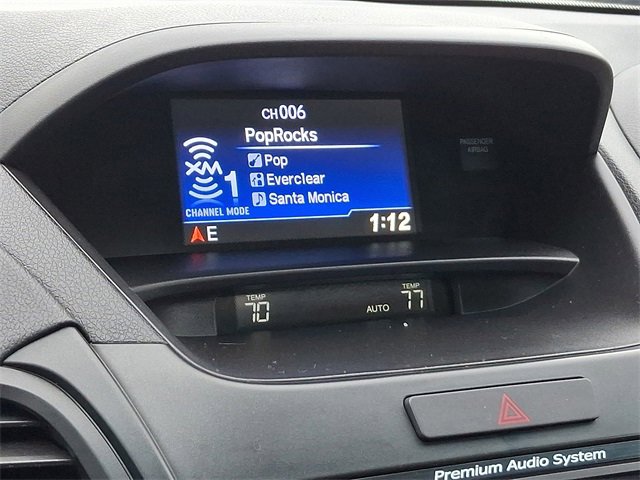 CH006
PopRocks
XM
1
Pop
Everclear
Santa Monica
CHANNEL MODE
E
1:12
PASSENGER
AIRBAG
TEMP
70
AUTO
TEMP
77
Premium Audio System